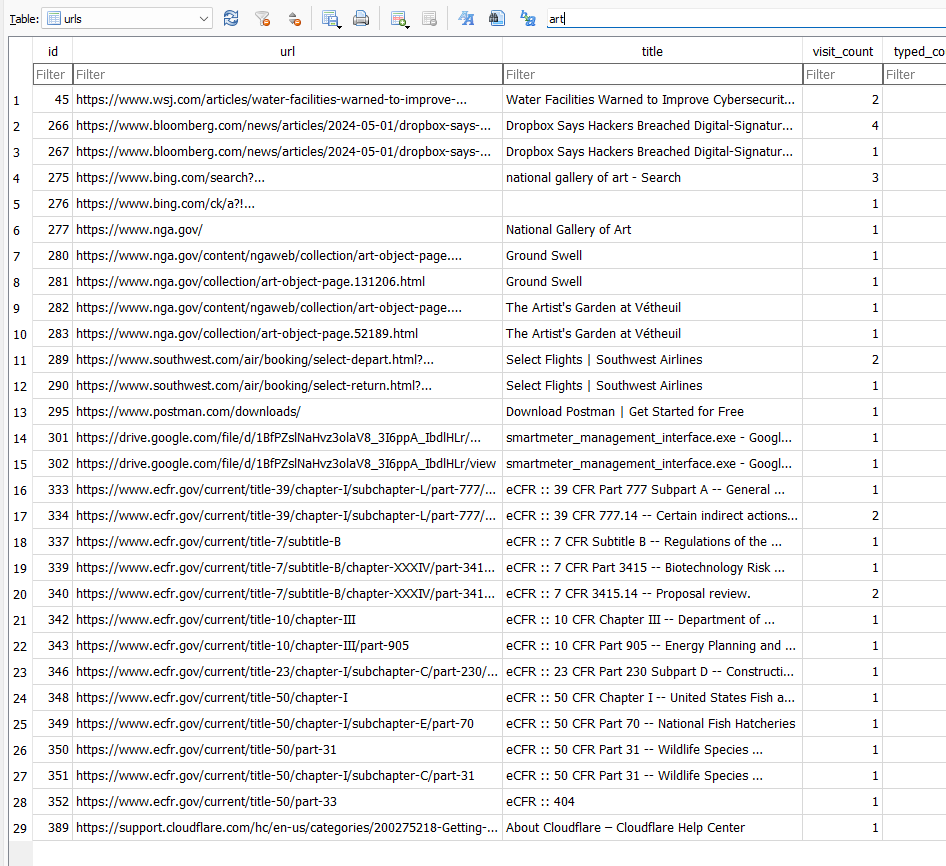 Table: urls art
id url title visit_count typed_co
Filter Filter Filter Filter Filter
1 45 https://www.wsj.com/articles/water-facilities-warned-to-improve-... Water Facilities Warned to Improve Cybersecurit... 2
2 266 https://www.bloomberg.com/news/articles/2024-05-01/dropbox-says-... Dropbox Says Hackers Breached Digital-Signatur... 4
3 267 https://www.bloomberg.com/news/articles/2024-05-01/dropbox-says-... Dropbox Says Hackers Breached Digital-Signatur... 1
4 275 https://www.bing.com/search?... national gallery of art - Search 3
5 276 https://www.bing.com/ck/a?!... 1
6 277 https://www.nga.gov/ National Gallery of Art 1
7 280 https://www.nga.gov/content/ngaweb/collection/art-object-page.... Ground Swell 1
8 281 https://www.nga.gov/collection/art-object-page.131206.html Ground Swell 1
9 282 https://www.nga.gov/content/ngaweb/collection/art-object-page.... The Artist's Garden at Vétheuil 1
10 283 https://www.nga.gov/collection/art-object-page.52189.html The Artist's Garden at Vétheuil 1
11 289 https://www.southwest.com/air/booking/select-depart.html?... Select Flights | Southwest Airlines 2
12 290 https://www.southwest.com/air/booking/select-return.html?... Select Flights | Southwest Airlines 1
13 295 https://www.postman.com/downloads/ Download Postman | Get Started for Free 1
14 301 https://drive.google.com/file/d/1BfPZslNaHvz3olaV8_3I6ppA_IbdlHLr/... smartmeter_management_interface.exe - Googl... 1
15 302 https://drive.google.com/file/d/1BfPZslNaHvz3olaV8_3I6ppA_IbdlHLr/view smartmeter_management_interface.exe - Googl... 1
16 333 https://www.ecfr.gov/current/title-39/chapter-I/subchapter-L/part-777/... eCFR :: 39 CFR Part 777 Subpart A -- General ... 1
17 334 https://www.ecfr.gov/current/title-39/chapter-I/subchapter-L/part-777/... eCFR :: 39 CFR 777.14 -- Certain indirect actions... 2
18 337 https://www.ecfr.gov/current/title-7/subtitle-B eCFR :: 7 CFR Subtitle B -- Regulations of the ... 1
19 339 https://www.ecfr.gov/current/title-7/subtitle-B/chapter-XXXIV/part-341... eCFR :: 7 CFR Part 3415 -- Biotechnology Risk ... 1
20 340 https://www.ecfr.gov/current/title-7/subtitle-B/chapter-XXXIV/part-341... eCFR :: 7 CFR 3415.14 -- Proposal review. 2
21 342 https://www.ecfr.gov/current/title-10/chapter-III eCFR :: 10 CFR Chapter III -- Department of ... 1
22 343 https://www.ecfr.gov/current/title-10/chapter-III/part-905 eCFR :: 10 CFR Part 905 -- Energy Planning and ... 1
23 346 https://www.ecfr.gov/current/title-23/chapter-I/subchapter-C/part-230/... eCFR :: 23 CFR Part 230 Subpart D -- Constructi... 1
24 348 https://www.ecfr.gov/current/title-50/chapter-I eCFR :: 50 CFR Chapter I -- United States Fish a... 1
25 349 https://www.ecfr.gov/current/title-50/chapter-I/subchapter-E/part-70 eCFR :: 50 CFR Part 70 -- National Fish Hatcheries 1
26 350 https://www.ecfr.gov/current/title-50/part-31 eCFR :: 50 CFR Part 31 -- Wildlife Species ... 1
27 351 https://www.ecfr.gov/current/title-50/chapter-I/subchapter-C/part-31 eCFR :: 50 CFR Part 31 -- Wildlife Species ... 1
28 352 https://www.ecfr.gov/current/title-50/part-33 eCFR :: 404 1
29 389 https://support.cloudflare.com/hc/en-us/categories/200275218-Getting-... About Cloudflare – Cloudflare Help Center 1